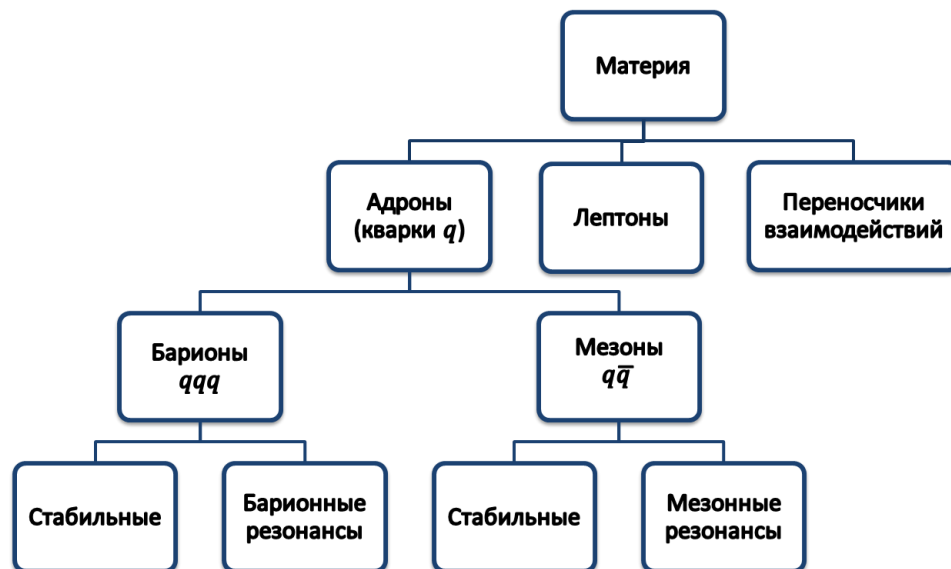 Материя
Адроны
(кварки q)
Лептоны
Переносчики
взаимодействий
Барионы
qqq
Мезоны
qq̅
Стабильные
Барионные
резонансы
Стабильные
Мезонные
резонансы